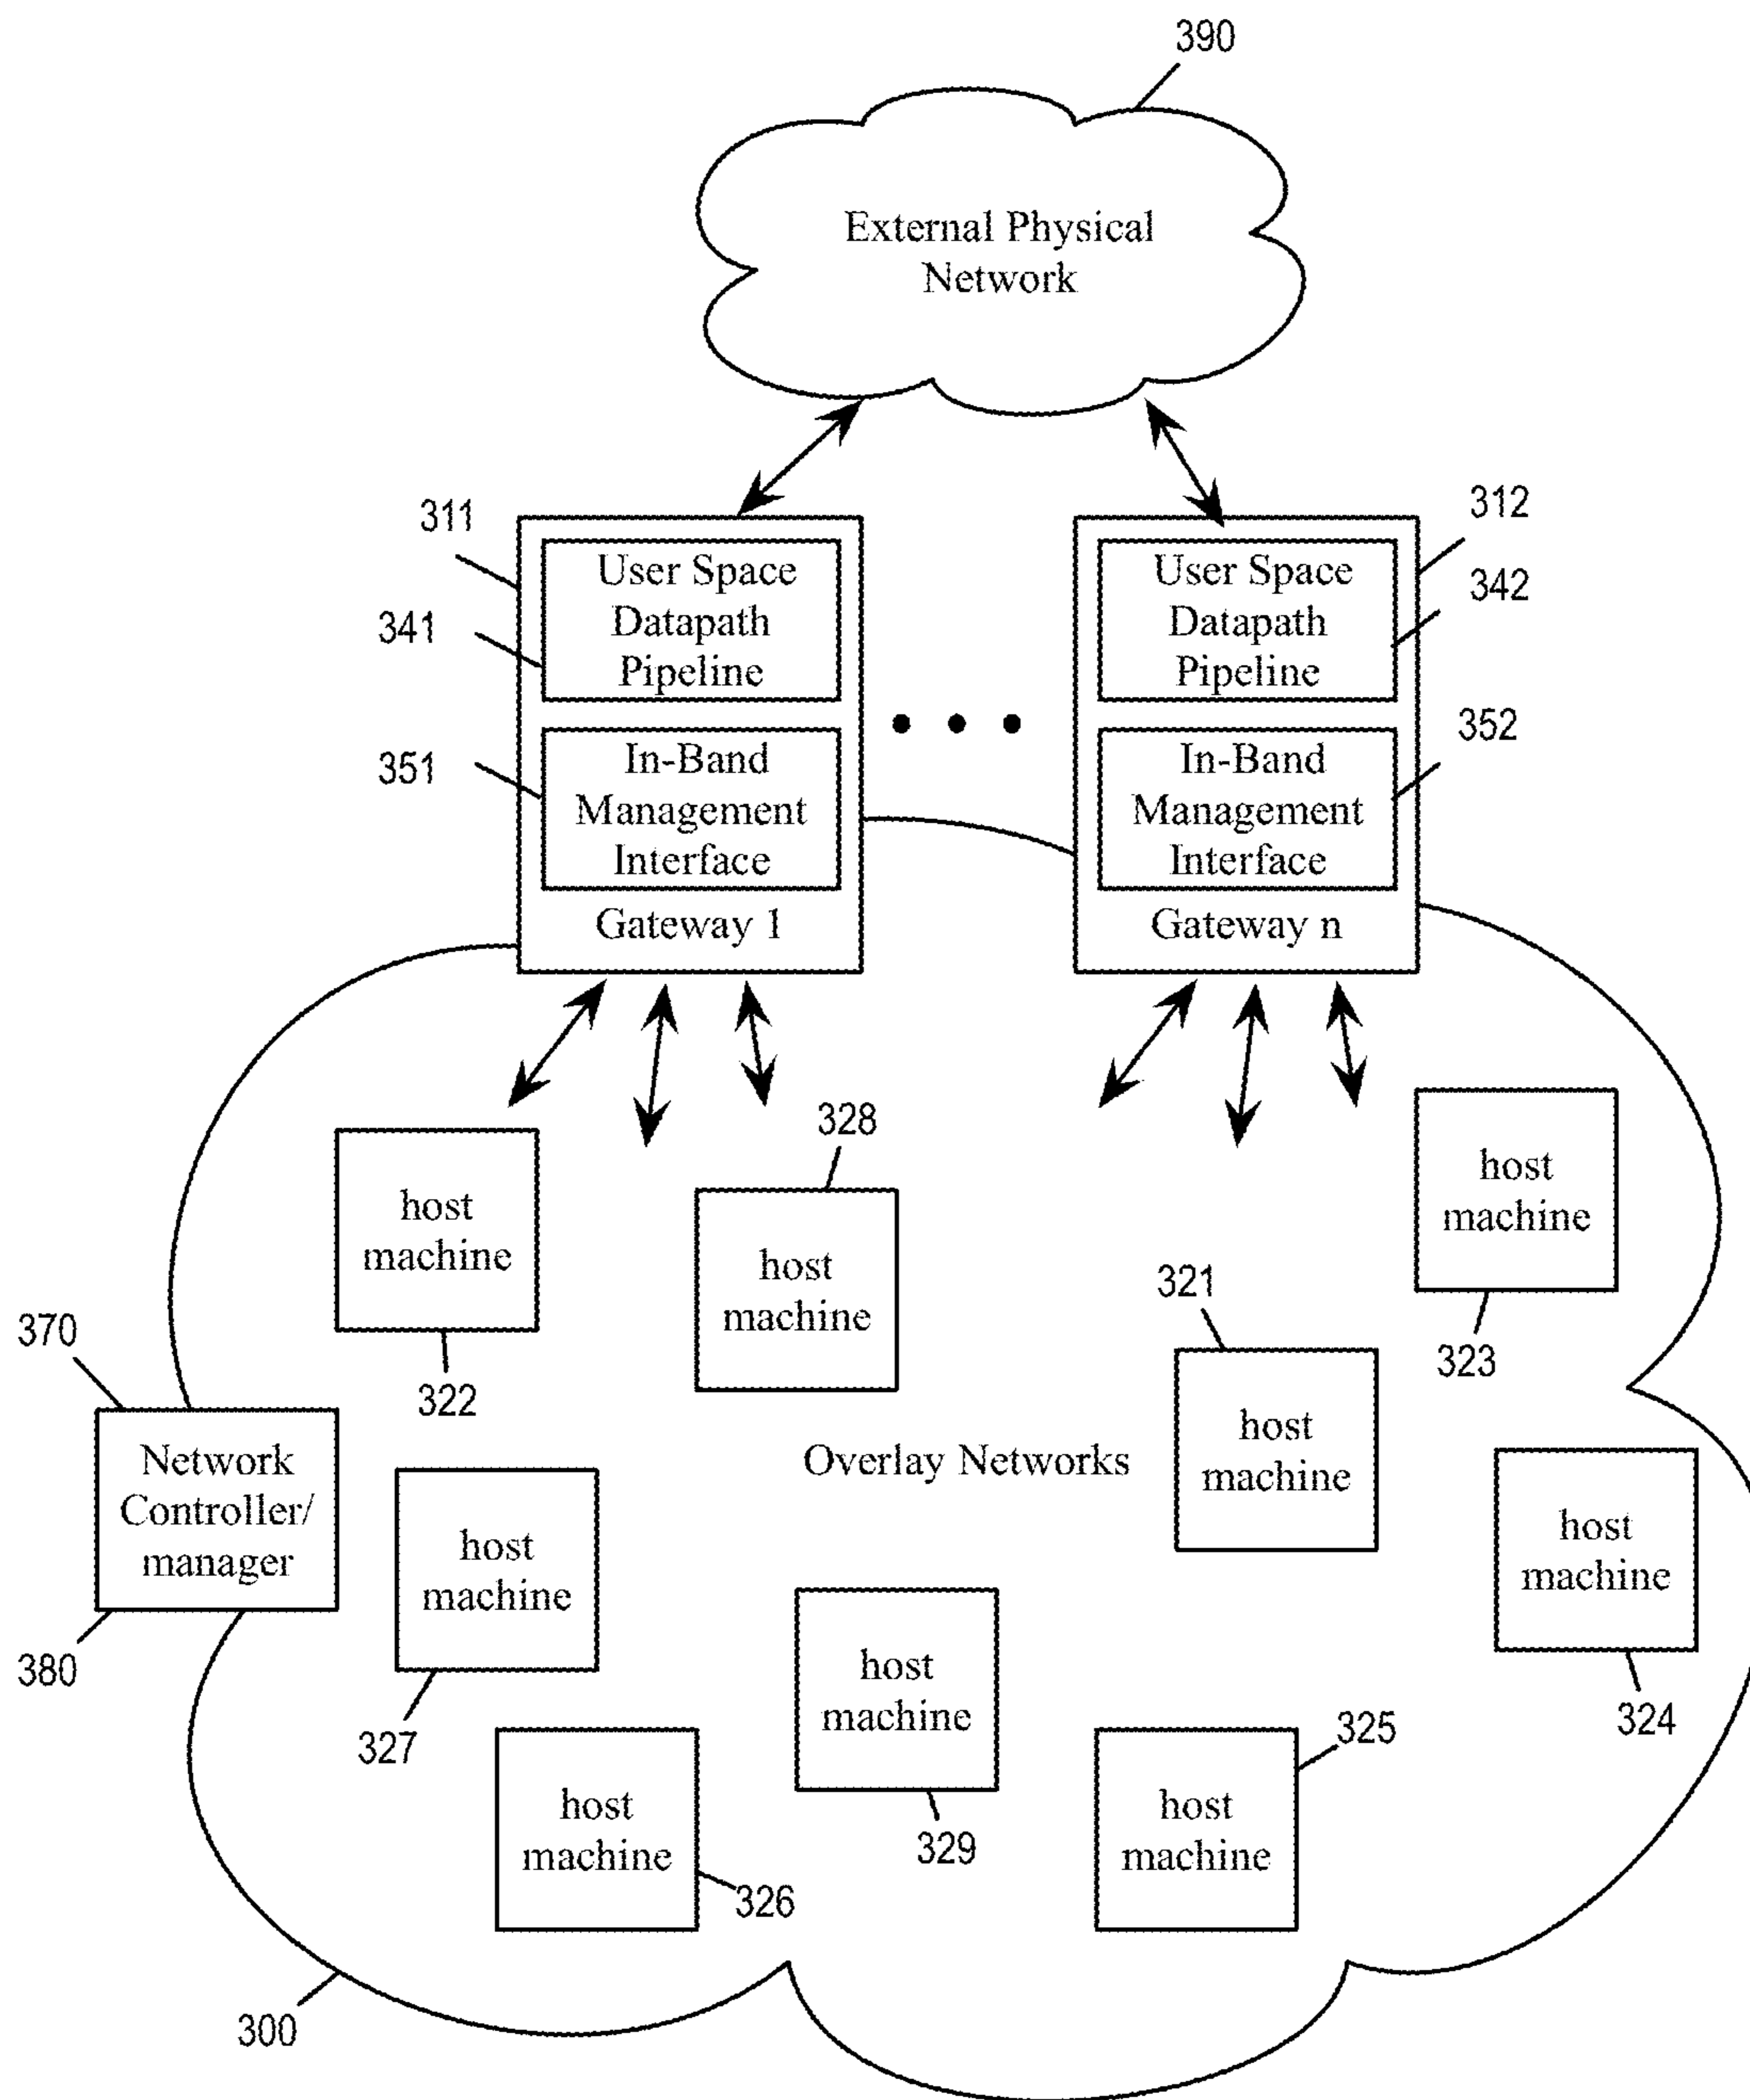 390
External Physical
Network
311
312
User Space
Datapath
Pipeline
User Space
Datapath
Pipeline
341
342
In-Band
Management
Interface
In-Band
Management
Interface
351
352
Gateway 1
Gateway n
328
host
machine
host
machine
host
machine
321
323
370
322
host
machine
Network
Controller/
manager
Overlay Networks
host
machine
host
machine
380
host
machine
327
324
325
host
machine
host
machine
329
326
300